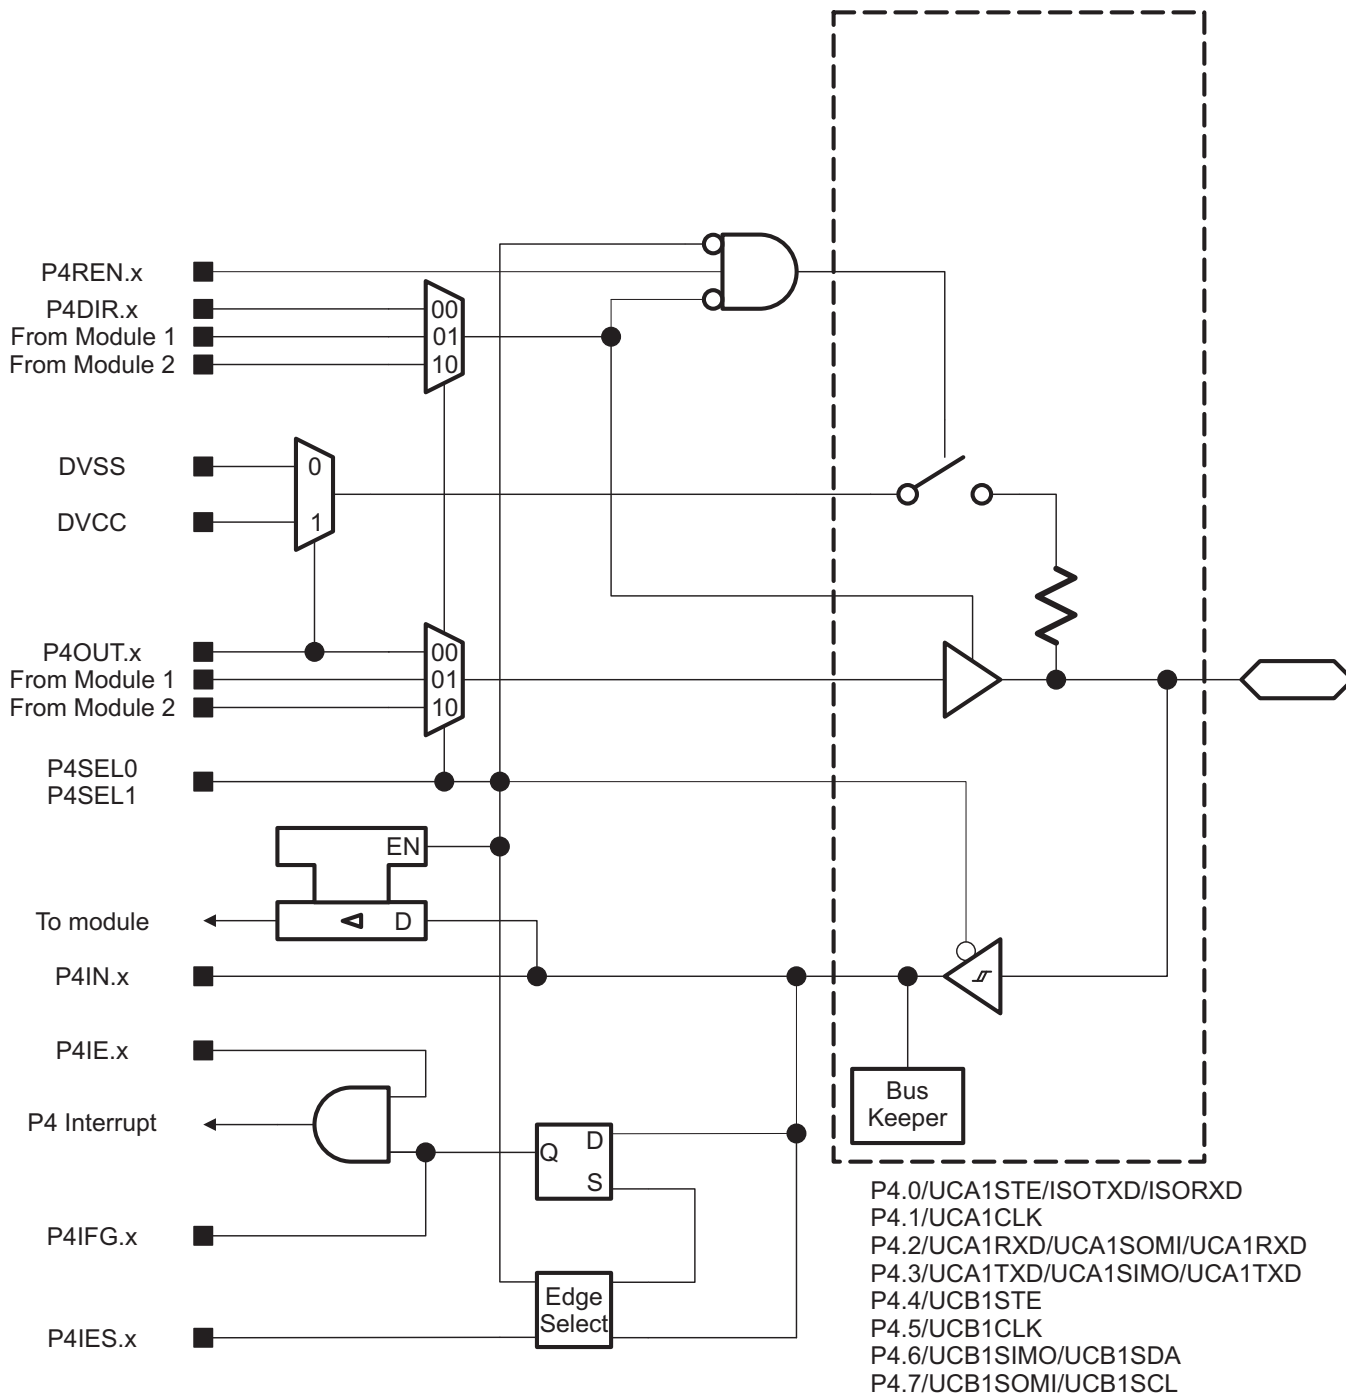 P4REN.x
P4DIR.x
From Module 1
From Module 2
00
01
10
DVSS
DVCC
0
1
P4OUT.x
From Module 1
From Module 2
00
01
10
P4SEL0
P4SEL1
EN
D
To module
P4IN.x
P4IE.x
P4 Interrupt
P4IFG.x
P4IES.x
Q
D
S
Edge
Select
Bus
Keeper
P4.0/UCA1STE/ISOTXD/ISORXD
P4.1/UCA1CLK
P4.2/UCA1RXD/UCA1SOMI/UCA1RXD
P4.3/UCA1TXD/UCA1SIMO/UCA1TXD
P4.4/UCB1STE
P4.5/UCB1CLK
P4.6/UCB1SIMO/UCB1SDA
P4.7/UCB1SOMI/UCB1SCL